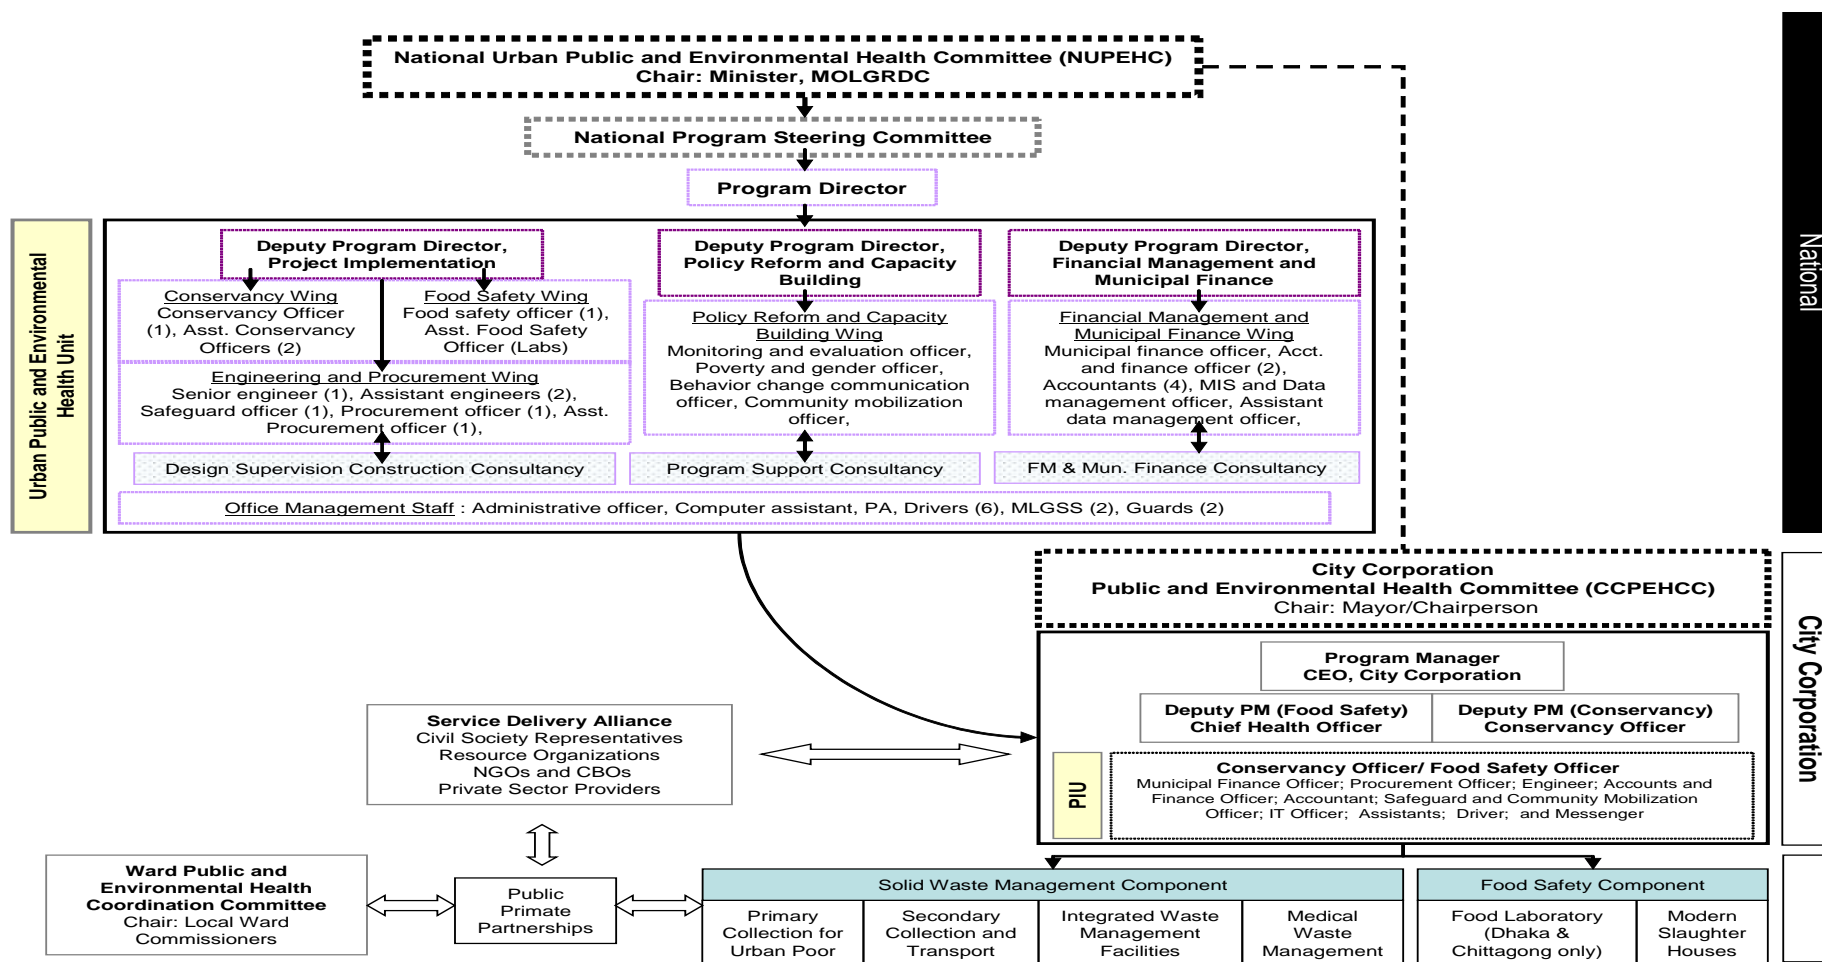 National Urban Public and Environmental Health Committee (NUPEHC)
Chair: Minister, MOLGRDC
National Program Steering Committee
Program Director
National
Urban Public and Environmental
Health Unit
Deputy Program Director,
Project Implementation
Conservancy Wing
Conservancy Officer
(1), Asst. Conservancy
Officers (2)
Food Safety Wing
Food safety officer (1),
Asst. Food Safety
Officer (Labs)
Engineering and Procurement Wing
Senior engineer (1), Assistant engineers (2),
Safeguard officer (1), Procurement officer (1), Asst.
Procurement officer (1),
Design Supervision Construction Consultancy
Deputy Program Director,
Policy Reform and Capacity
Building
Policy Reform and Capacity
Building Wing
Monitoring and evaluation officer,
Poverty and gender officer,
Behavior change communication
officer, Community mobilization
officer,
Program Support Consultancy
Deputy Program Director,
Financial Management and
Municipal Finance
Financial Management and
Municipal Finance Wing
Municipal finance officer, Acct.
and finance officer (2),
Accountants (4), MIS and Data
management officer, Assistant
data management officer,
FM & Mun. Finance Consultancy
Office Management Staff : Administrative officer, Computer assistant, PA, Drivers (6), MLGSS (2), Guards (2)
City Corporation
Public and Environmental Health Committee (CCPEHCC)
Chair: Mayor/Chairperson
City Corporation
Program Manager
CEO, City Corporation
Deputy PM (Food Safety)
Chief Health Officer
Deputy PM (Conservancy)
Conservancy Officer
PIU
Conservancy Officer/ Food Safety Officer
Municipal Finance Officer; Procurement Officer; Engineer; Accounts and
Finance Officer; Accountant; Safeguard and Community Mobilization
Officer; IT Officer; Assistants; Driver; and Messenger
Service Delivery Alliance
Civil Society Representatives
Resource Organizations
NGOs and CBOs
Private Sector Providers
Ward Public and
Environmental Health
Coordination Committee
Chair: Local Ward
Commissioners
Public
Primate
Partnerships
Solid Waste Management Component
Primary
Collection for
Urban Poor
Secondary
Collection and
Transport
Integrated Waste
Management
Facilities
Medical
Waste
Management
Food Safety Component
Food Laboratory
(Dhaka &
Chittagong only)
Modern
Slaughter
Houses